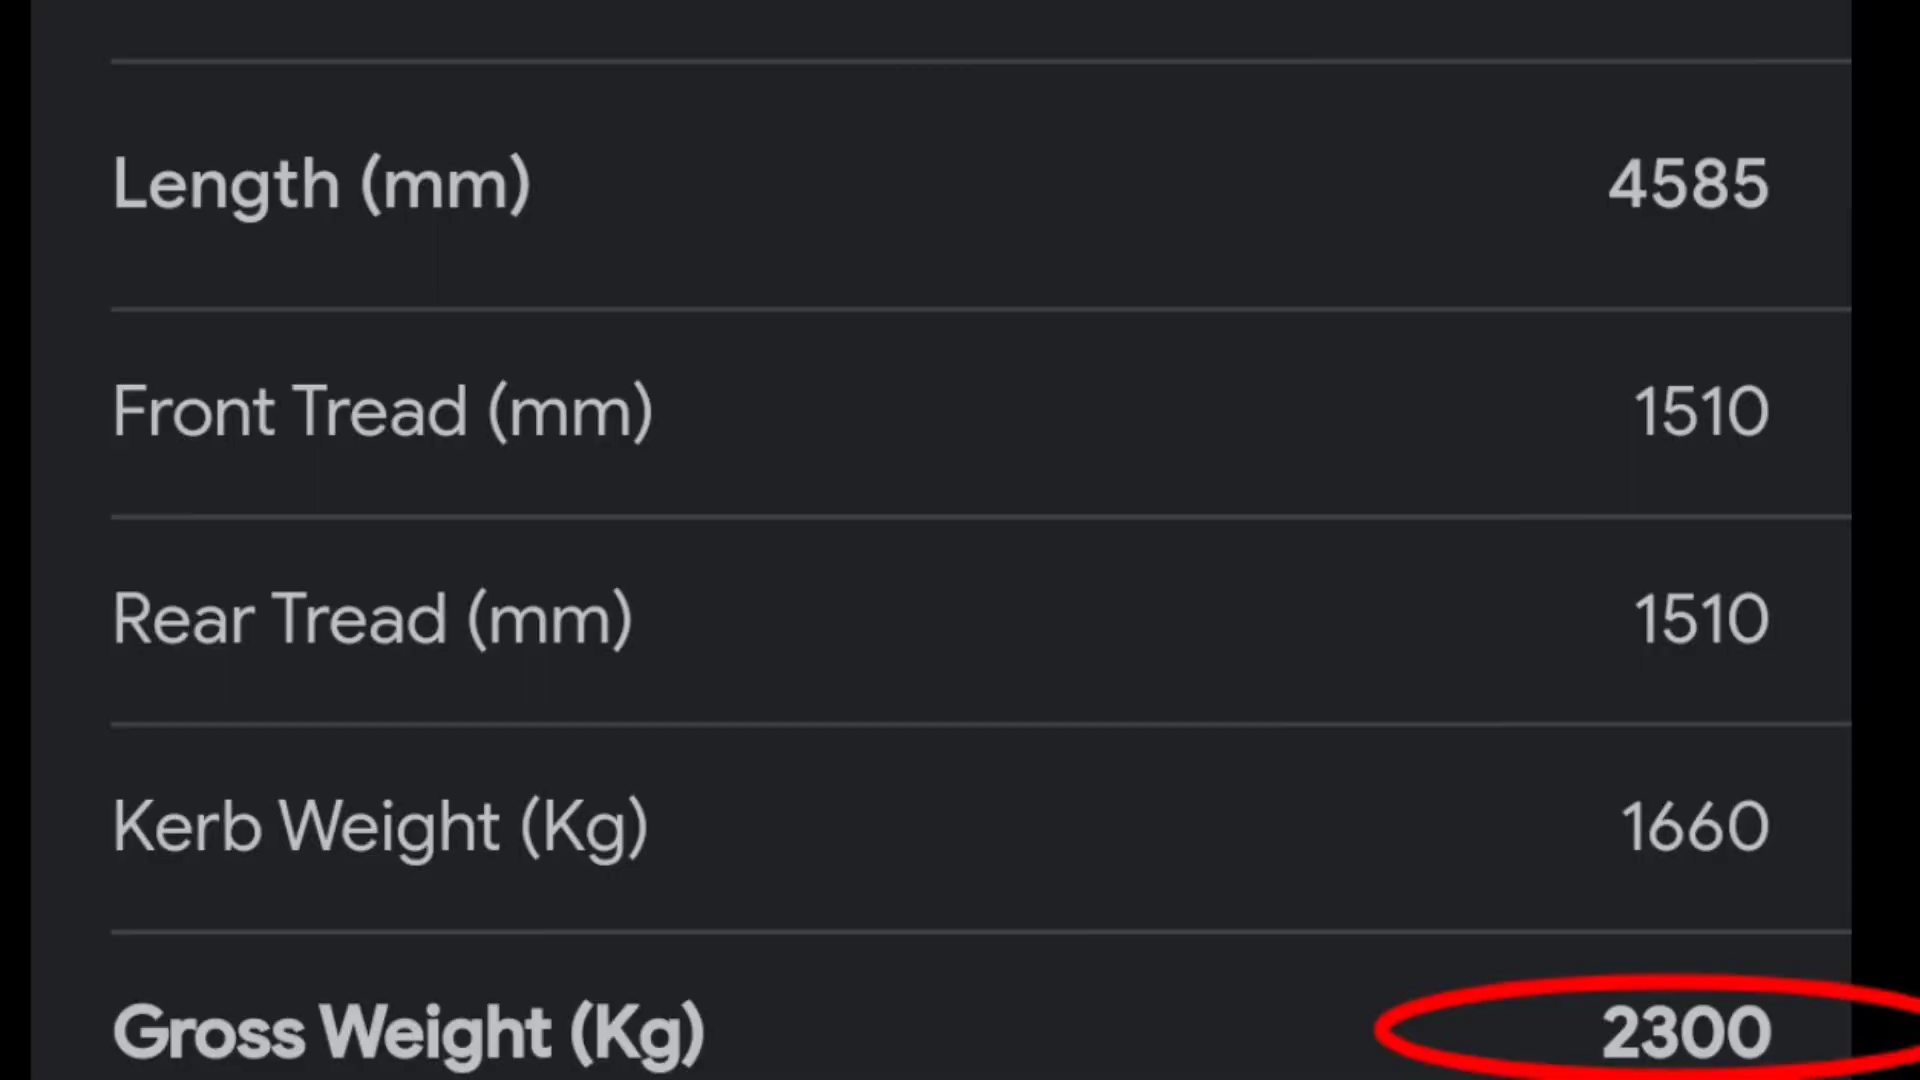 Length (mm) 4585
Front Tread (mm) 1510
Rear Tread (mm) 1510
Kerb Weight (Kg) 1660
Gross Weight (Kg) 2300